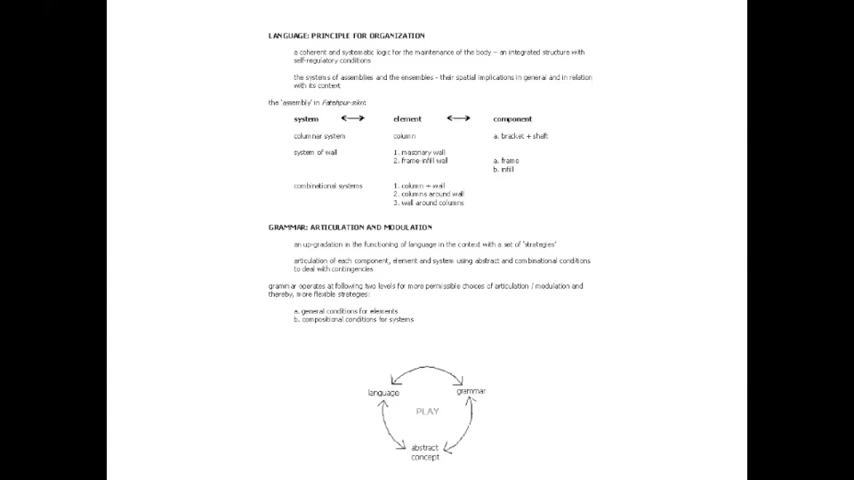 LANGUAGE: PRINCIPLE FOR ORGANIZATION
a coherent and systematic logic for the maintenance of the body – an integrated structure with
self-regulatory conditions
the systems of assemblies and the ensembles - their spatial implications in general and in relation
with its context
the 'assembly' in Fatehpur-sikri:
system ↔ element ↔ component
columnar system column a. bracket + shaft
system of wall 1. masonary wall
2. frame-infill wall a. frame
b. infill
combinational systems 1. column + wall
2. columns around wall
3. wall around columns
GRAMMAR: ARTICULATION AND MODULATION
an up-gradation in the functioning of language in the context with a set of 'strategies'
articulation of each component, element and system using abstract and combinational conditions
to deal with contingencies
grammar operates at following two levels for more permissible choices of articulation / modulation and
thereby, more flexible strategies:
a. general conditions for elements
b. compositional conditions for systems
language grammar
PLAY
abstract
concept